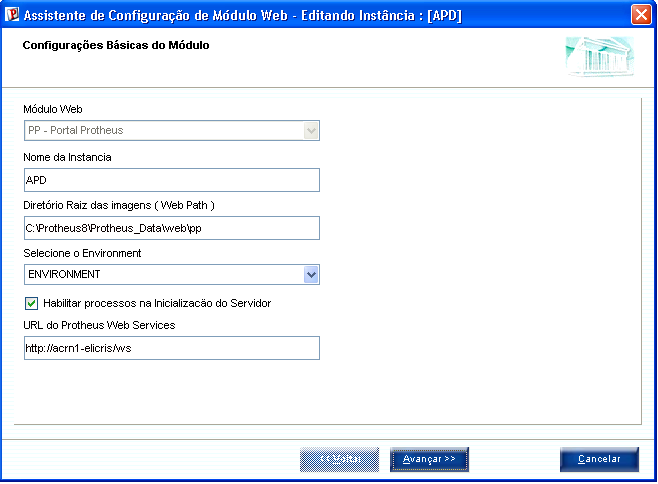 Assistente de Configuração de Módulo Web - Editando Instância : [APD]
Configurações Básicas do Módulo
Módulo Web
PP - Portal Protheus
Nome da Instancia
APD
Diretório Raiz das imagens ( Web Path )
C:\Protheus8\Protheus_Data\web\pp
Selecione o Environment
ENVIRONMENT
Habilitar processos na Inicialização do Servidor
URL do Protheus Web Services
http://acrn1-elicris/ws
<< Voltar Avançar >> Cancelar